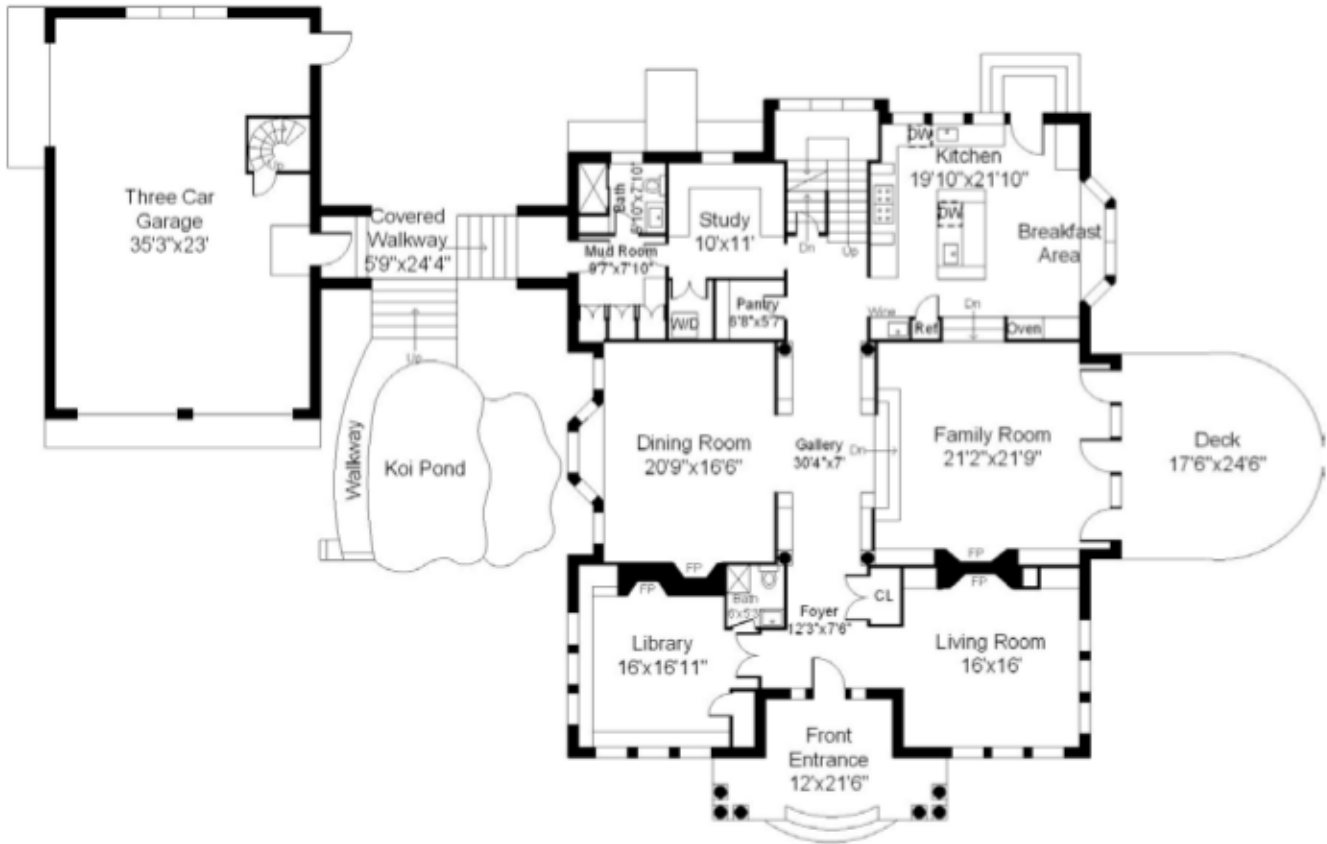 Three Car
Garage
35'3"x23'
Up
Covered
Walkway
5'9"x24'4"
Up
Walkway
Koi Pond
Bath
Mud Room
9'7"x7'10"
Study
10'x11'
W/D
Pantry
6'8"x5'7"
Dn
Up
DW
Kitchen
19'10"x21'10"
DW
Breakfast
Area
Wine
Ref
Dn
Oven
Dining Room
20'9"x16'6"
Gallery
30'4"x7'
Dn
Family Room
21'2"x21'9"
Deck
17'6"x24'6"
FP
FP
FP
FP
Bath
6'x5'3
Foyer
12'3"x7'6"
CL
Library
16'x16'11"
Living Room
16'x16'
Front
Entrance
12'x21'6"